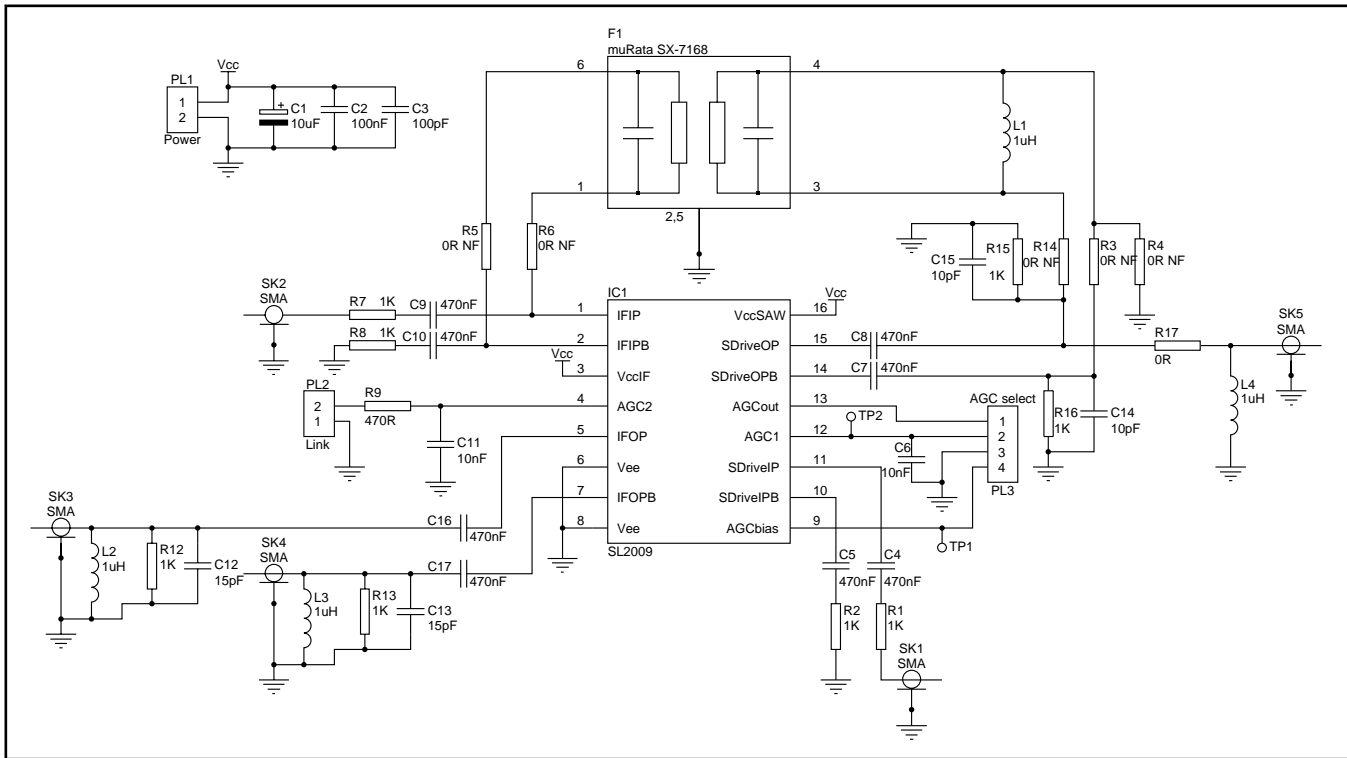 F1
muRata SX-7168
6
4
1
3
2,5
Vcc
PL1
1
2
Power
+
C1
10uF
C2
100nF
C3
100pF
L1
1uH
R5
0R NF
R6
0R NF
C15
10pF
R15
1K
R14
0R NF
R3
0R NF
R4
0R NF
SK2
SMA
R7 1K
C9 470nF
R8 1K
C10 470nF
Vcc
PL2
2
1
Link
R9
470R
C11
10nF
IC1
1 IFIP
2 IFIPB
3 VccIF
4 AGC2
5 IFOP
6 Vee
7 IFOPB
8 Vee
VccSAW 16
SDriveOP 15
SDriveOPB 14
AGCout 13
AGC1 12
SDriveIP 11
SDriveIPB 10
AGCbias 9
SL2009
Vcc
C8 470nF
C7 470nF
R17
0R
SK5
SMA
L4
1uH
TP2
AGC select
1
2
3
4
PL3
R16
1K
C14
10pF
C6
10nF
TP1
SK3
SMA
L2
1uH
R12
1K
C12
15pF
C16
470nF
SK4
SMA
L3
1uH
R13
1K
C13
15pF
C17
470nF
C5
470nF
C4
470nF
R2
1K
R1
1K
SK1
SMA